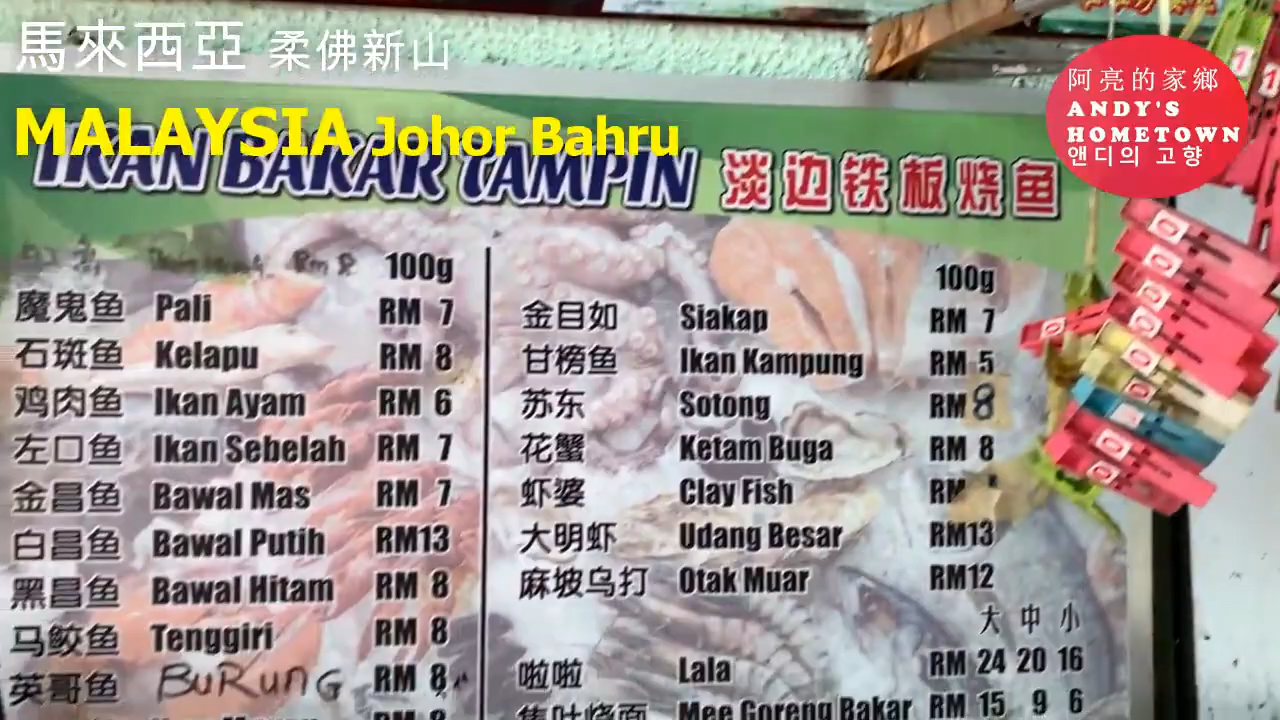 馬來西亞 柔佛新山
MALAYSIA Johor Bahru
阿亮的家鄉
ANDY'S
HOMETOWN
앤디의 고향
IKAN BAKAR TAMPIN 淡边铁板烧鱼
100g
魔鬼鱼 Pali RM 7
石斑鱼 Kelapu RM 8
鸡肉鱼 Ikan Ayam RM 6
左口鱼 Ikan Sebelah RM 7
金昌鱼 Bawal Mas RM 7
白昌鱼 Bawal Putih RM13
黑昌鱼 Bawal Hitam RM 8
马鲛鱼 Tenggiri RM 8
英哥鱼 BuRunG RM 8
100g
金目如 Siakap RM 7
甘榜鱼 Ikan Kampung RM 5
苏东 Sotong RM 8
花蟹 Ketam Buga RM 8
虾婆 Clay Fish RM
大明虾 Udang Besar RM13
麻坡乌打 Otak Muar RM12
大 中 小
啦啦 Lala RM 24 20 16
Mee Goreng Bakar RM 15 9 6